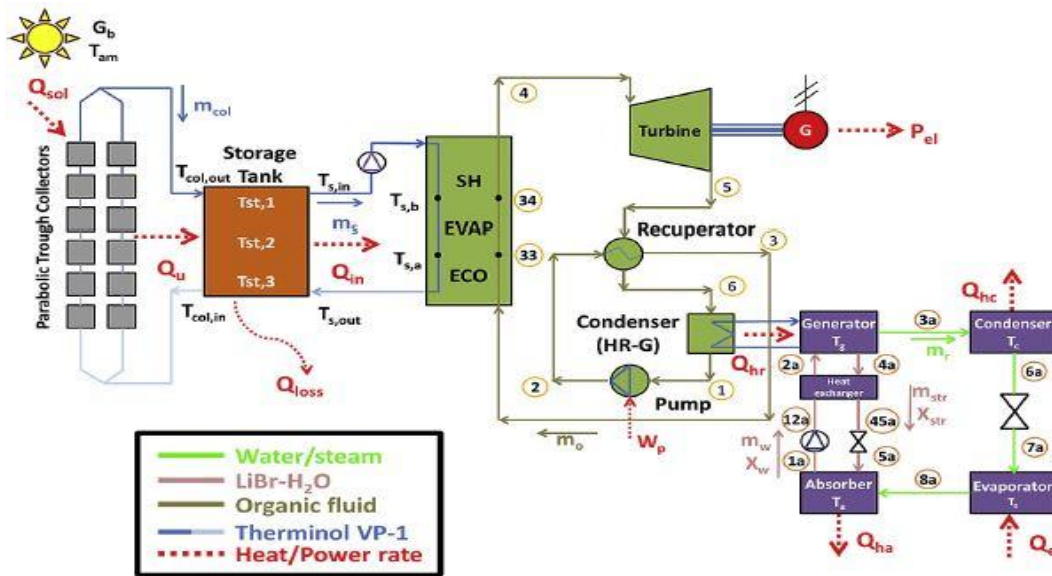 G_b
T_am
Q_sol
m_col
Parabolic Trough Collectors
T_col,out
Storage
Tank
Tst,1
Tst,2
Tst,3
T_s,in
m_s
Q_u
Q_in
T_col,in
T_s,out
Q_loss
T_s,b
T_s,a
SH
EVAP
ECO
34
33
4
Turbine
G
P_el
5
Recuperator
3
6
Condenser
(HR-G)
Q_hr
2
1
Pump
W_p
m_o
Generator
T_g
3a
m_r
Condenser
T_c
Q_hc
2a
4a
Heat
exchanger
12a
45a
m_str
X_str
m_w
X_w
1a
5a
6a
7a
Absorber
T_a
8a
Evaporator
Q_ha
Water/steam
LiBr-H₂O
Organic fluid
Therminol VP-1
Heat/Power rate